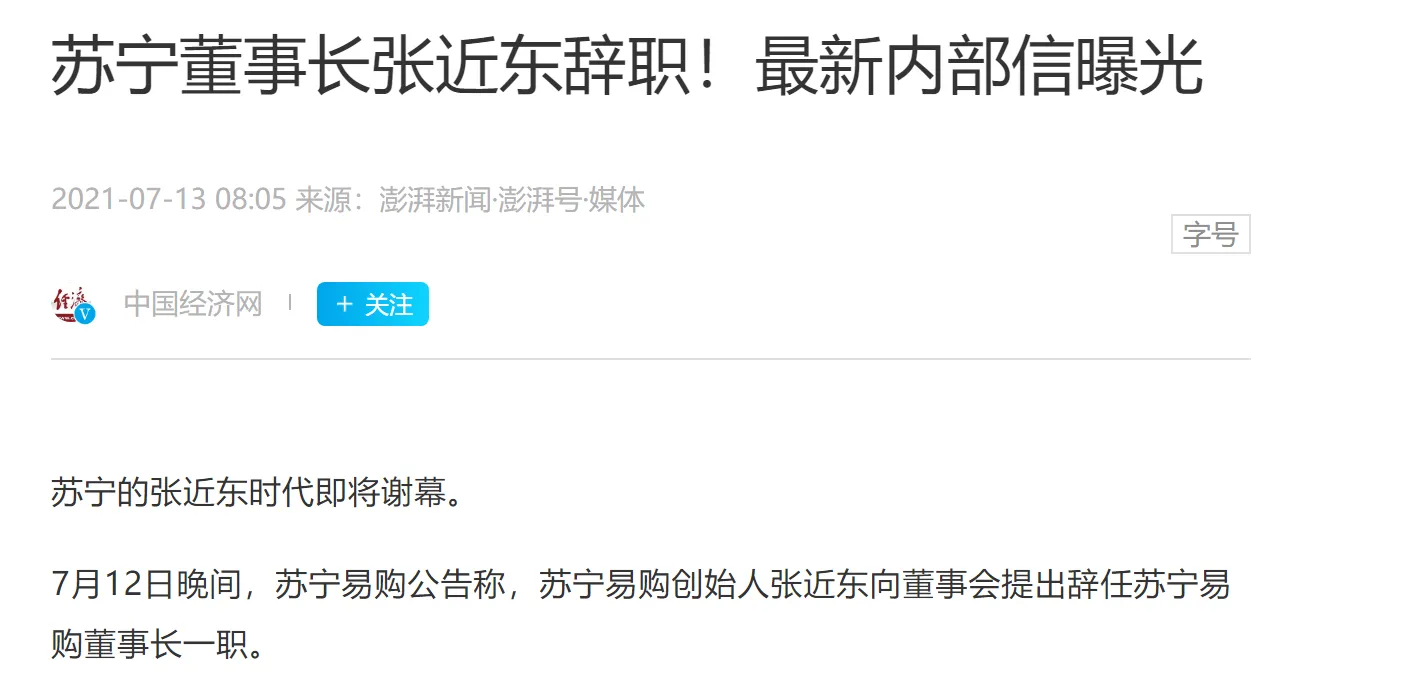 苏宁董事长张近东辞职！最新内部信曝光
2021-07-13 08:05 来源：澎湃新闻·澎湃号·媒体
字号
经济 V 中国经济网 | + 关注
苏宁的张近东时代即将谢幕。
7月12日晚间，苏宁易购公告称，苏宁易购创始人张近东向董事会提出辞任苏宁易
购董事长一职。